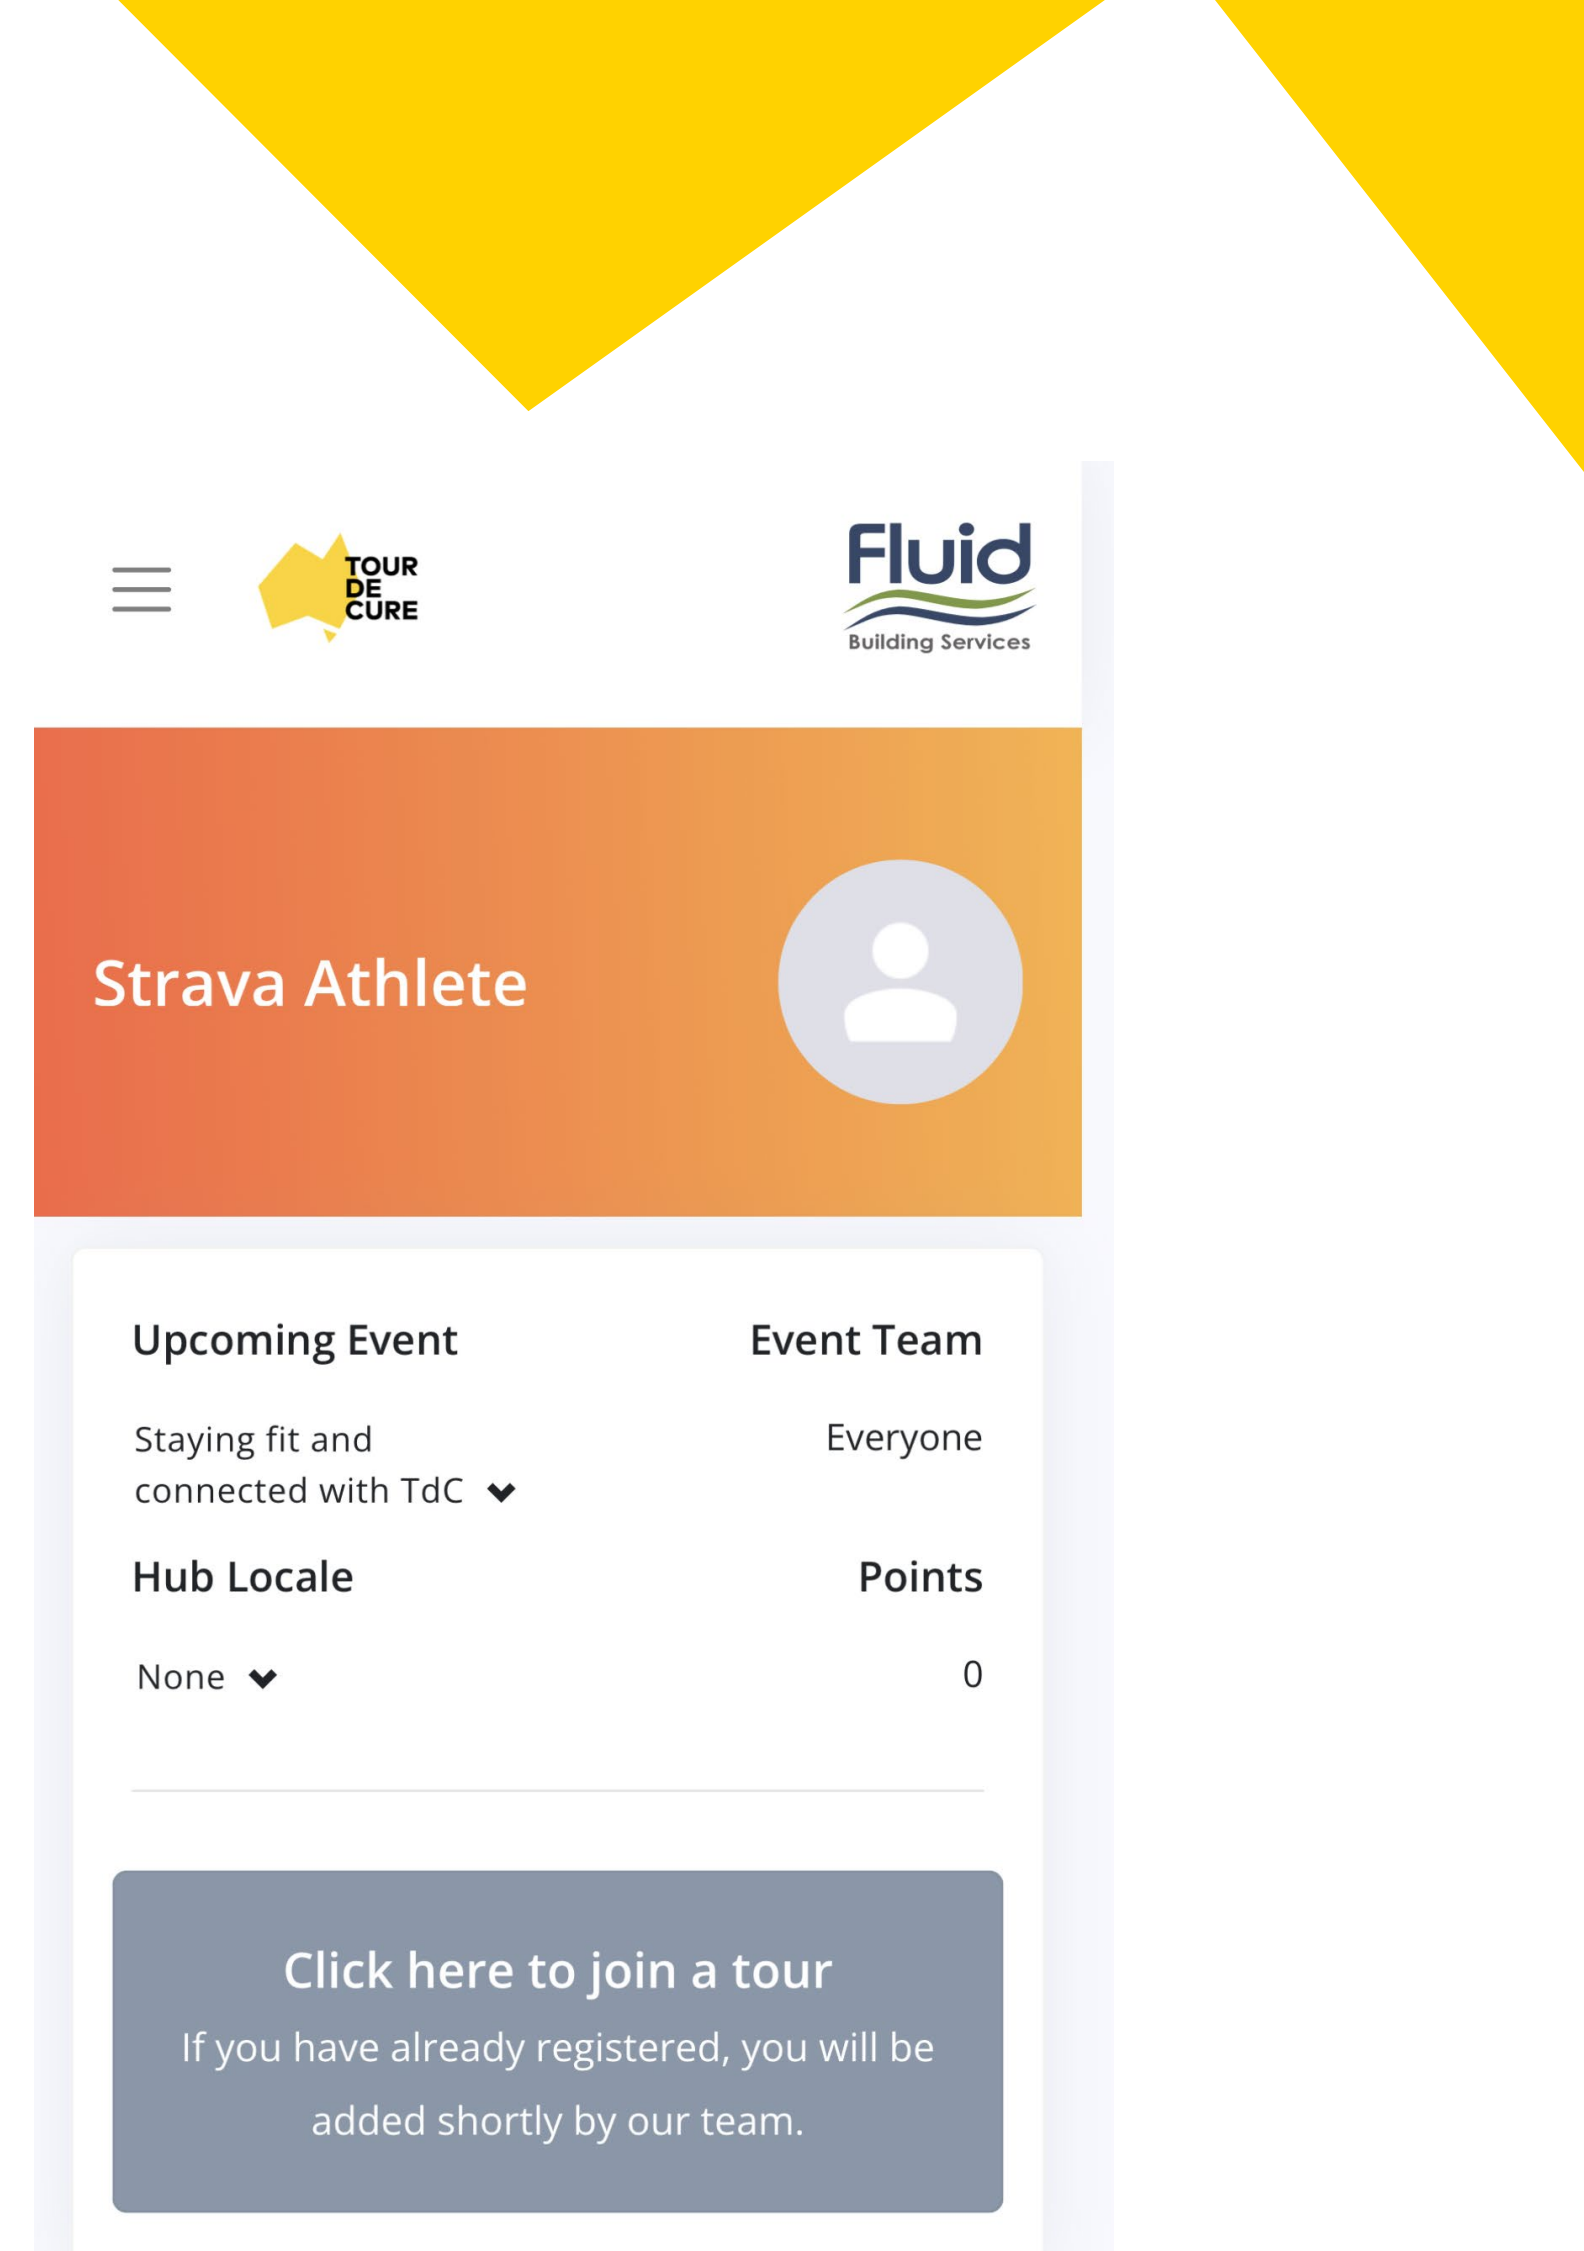 TOUR
DE
CURE
Fluid
Building Services
Strava Athlete
Upcoming Event
Event Team
Staying fit and
connected with TdC
Everyone
Hub Locale
Points
None
0
Click here to join a tour
If you have already registered, you will be
added shortly by our team.